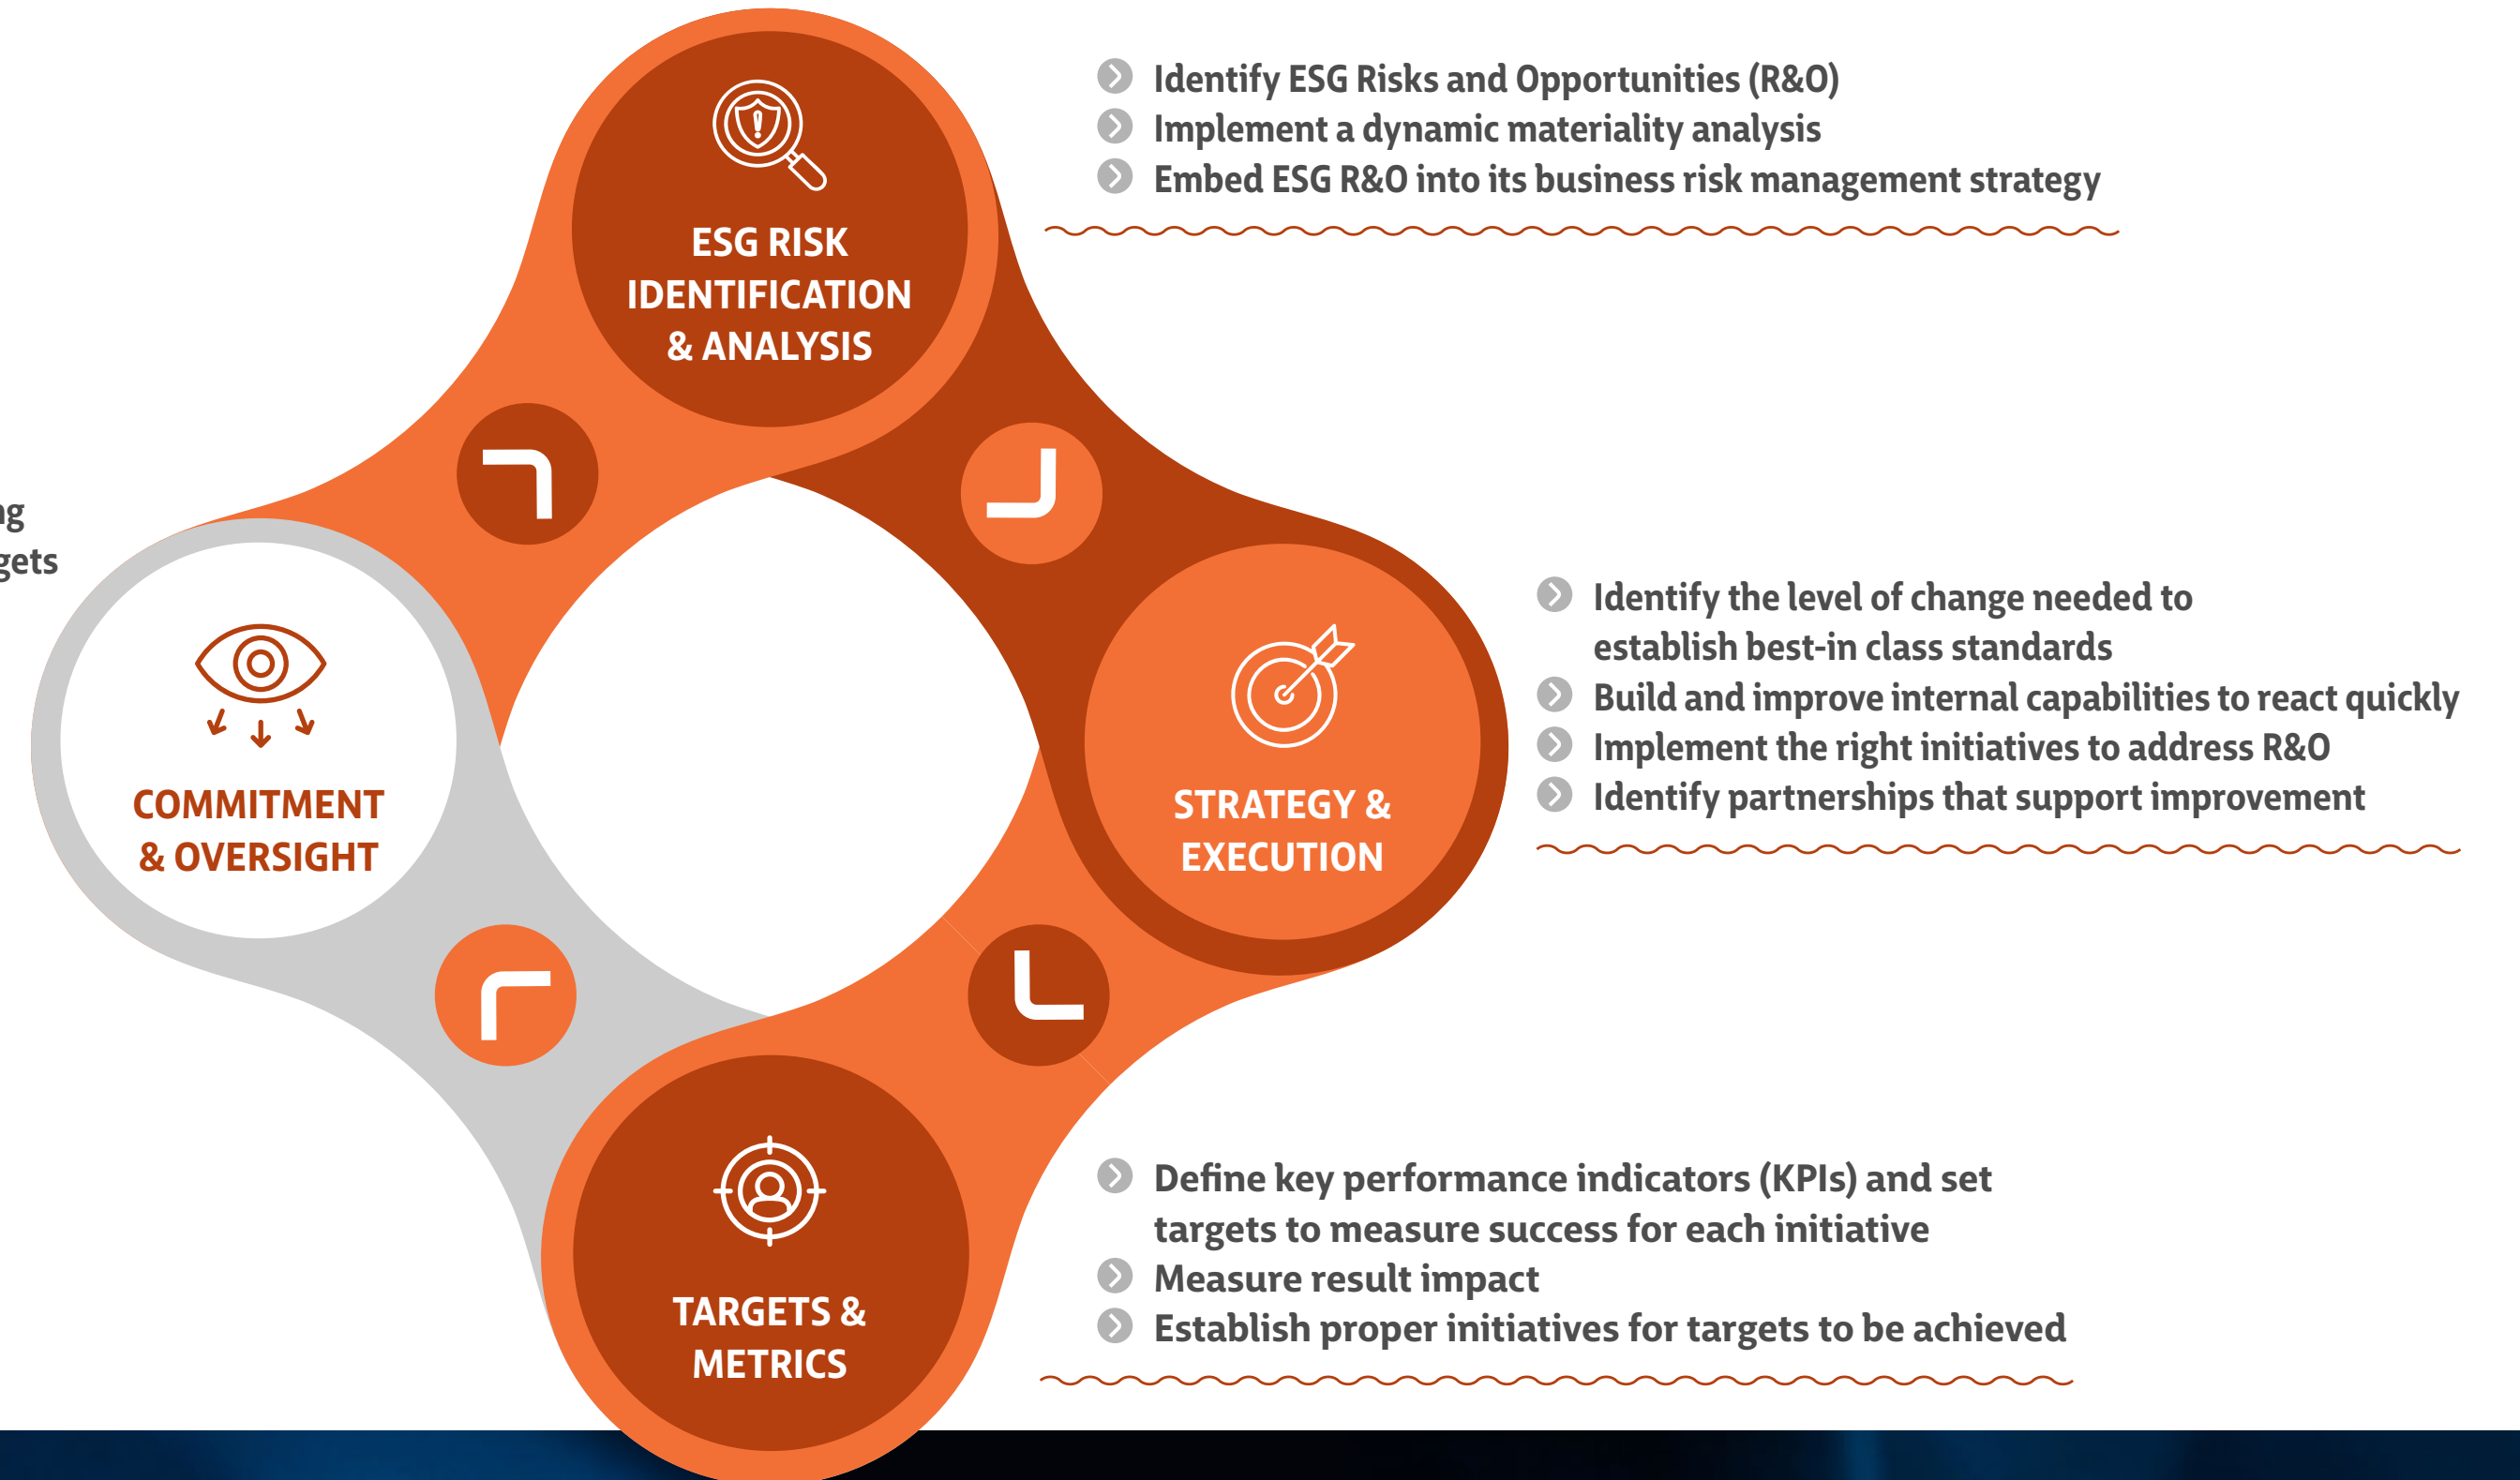 Identify ESG Risks and Opportunities (R&O)
Implement a dynamic materiality analysis
Embed ESG R&O into its business risk management strategy
ESG RISK
IDENTIFICATION
& ANALYSIS
COMMITMENT
& OVERSIGHT
STRATEGY &
EXECUTION
Identify the level of change needed to
establish best-in class standards
Build and improve internal capabilities to react quickly
Implement the right initiatives to address R&O
Identify partnerships that support improvement
TARGETS &
METRICS
Define key performance indicators (KPIs) and set
targets to measure success for each initiative
Measure result impact
Establish proper initiatives for targets to be achieved